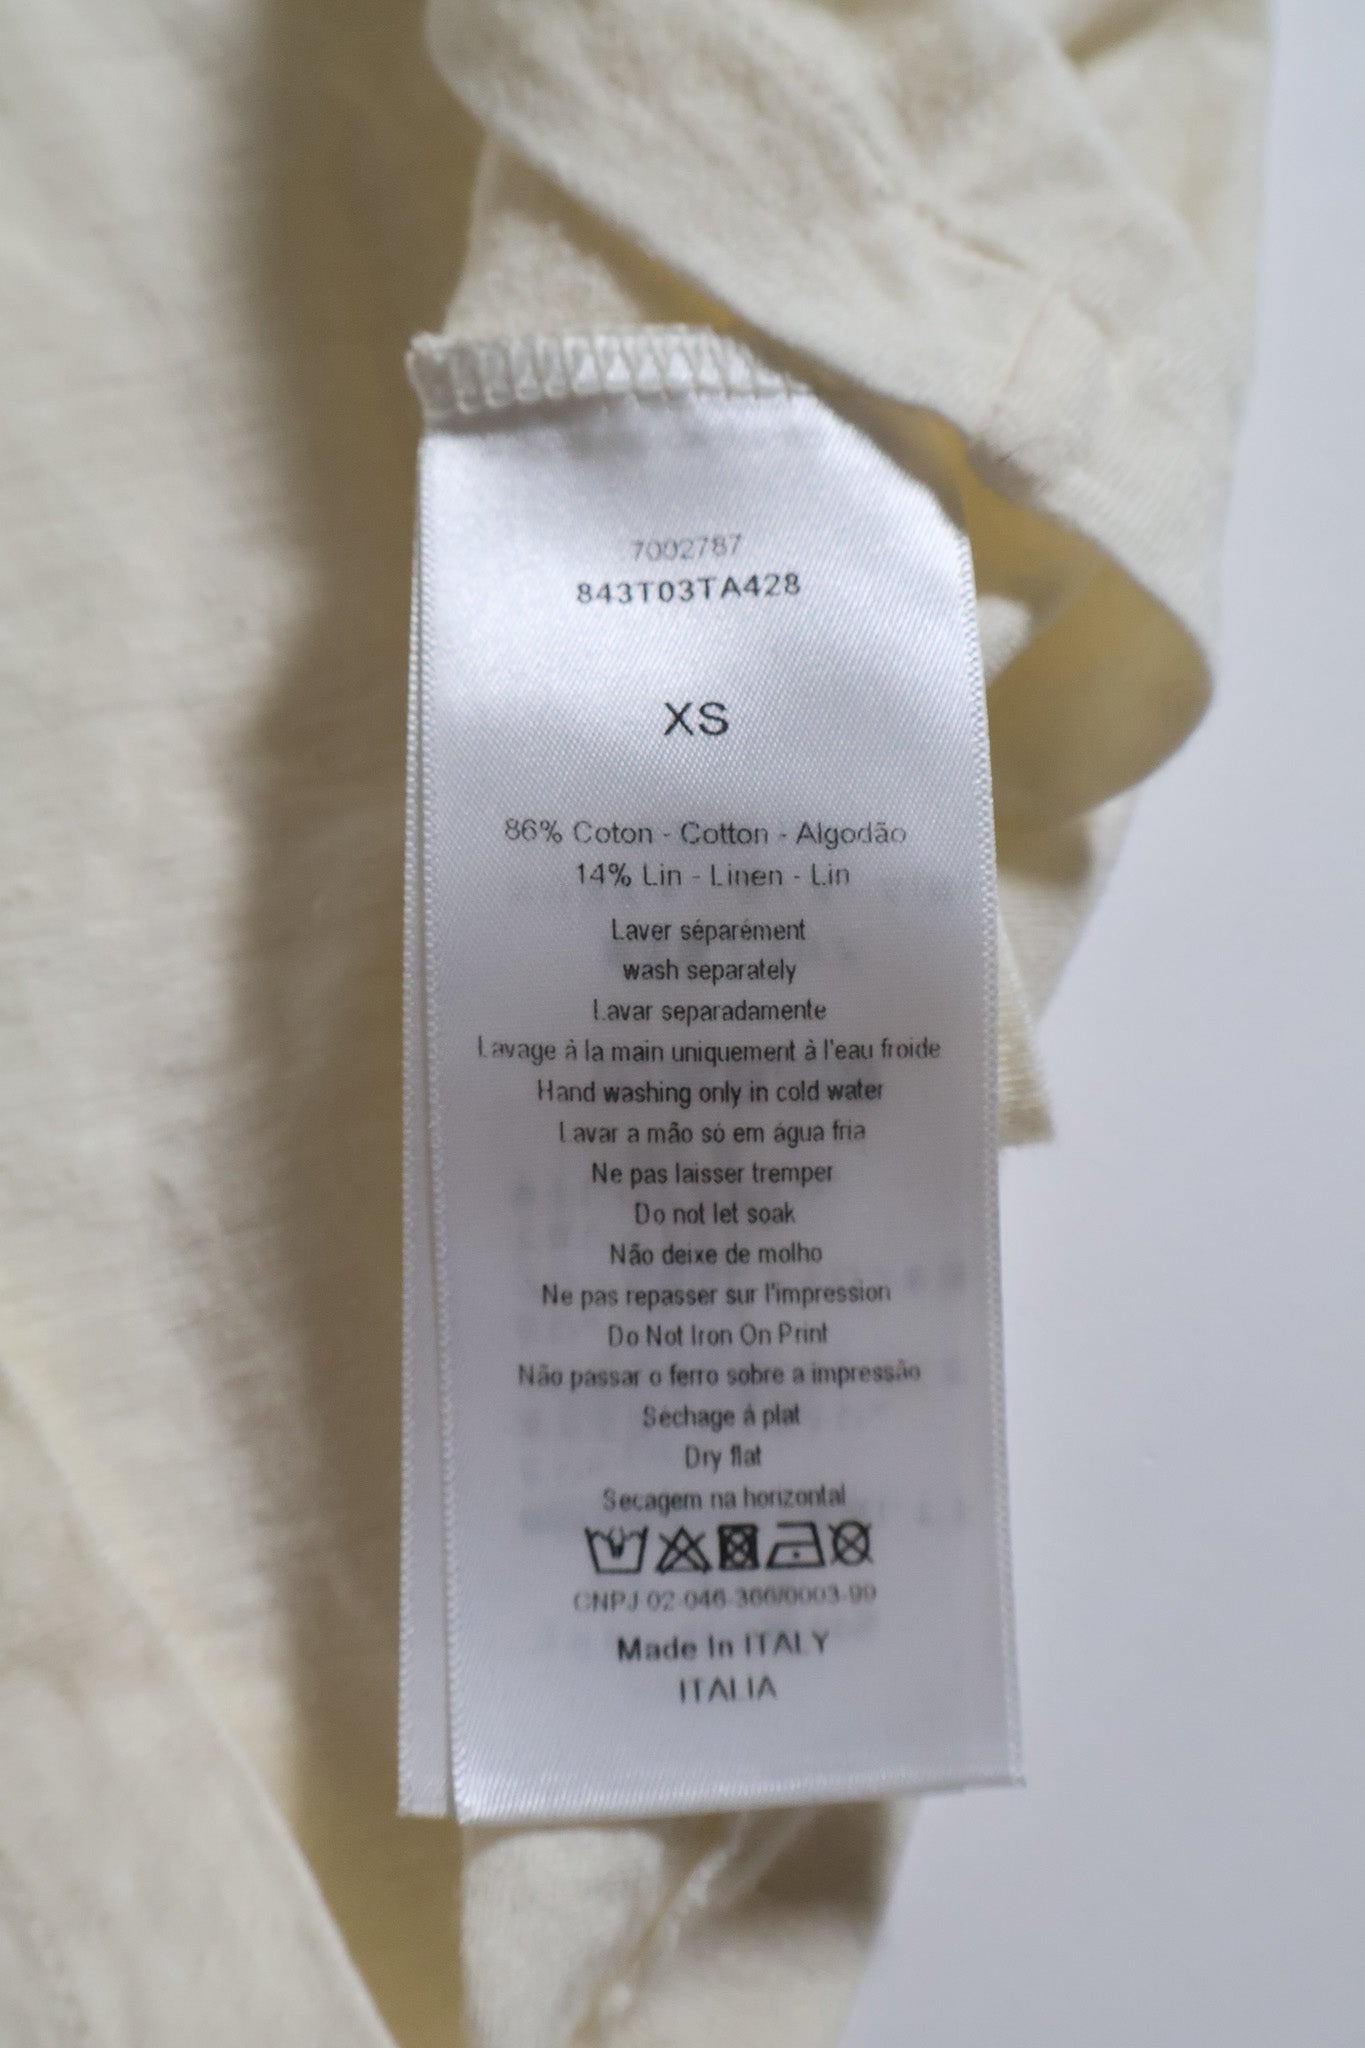 7002787
843T03TA428
XS
86% Coton - Cotton - Algodão
14% Lin - Linen - Lin
Laver séparément
wash separately
Lavar separadamente
Lavage à la main uniquement à l'eau froide
Hand washing only in cold water
Lavar a mão só em água fria
Ne pas laisser tremper
Do not let soak
Não deixe de molho
Ne pas repasser sur l'impression
Do Not Iron On Print
Não passar o ferro sobre a impressão
Séchage à plat
Dry flat
Secagem na horizontal
CNPJ 02-046-366/0003-99
Made In ITALY
ITALIA